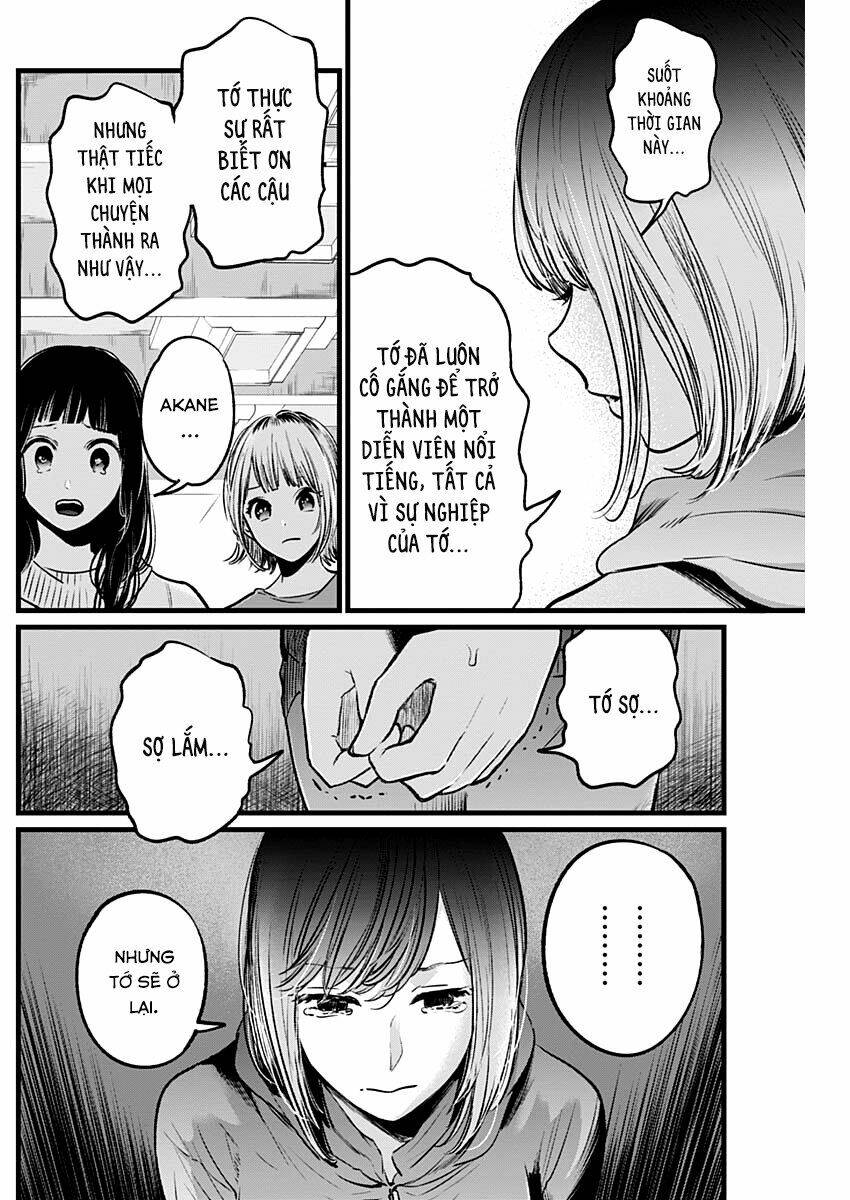 SUỐT
KHOẢNG
THỜI GIAN
NÀY...
TỚ ĐÃ LUÔN
CỐ GẮNG ĐỂ TRỞ
THÀNH MỘT
DIỄN VIÊN NỔI
TIẾNG, TẤT CẢ
VÌ SỰ NGHIỆP
CỦA TỚ...
TỚ THỰC
SỰ RẤT
BIẾT ƠN
CÁC CẬU
NHƯNG
THẬT TIẾC
KHI MỌI
CHUYỆN
THÀNH RA
NHƯ VẬY...
AKANE
...
TỚ SỢ...
SỢ LẮM...
.......
.......
NHƯNG
TỚ SẼ Ở
LẠI.